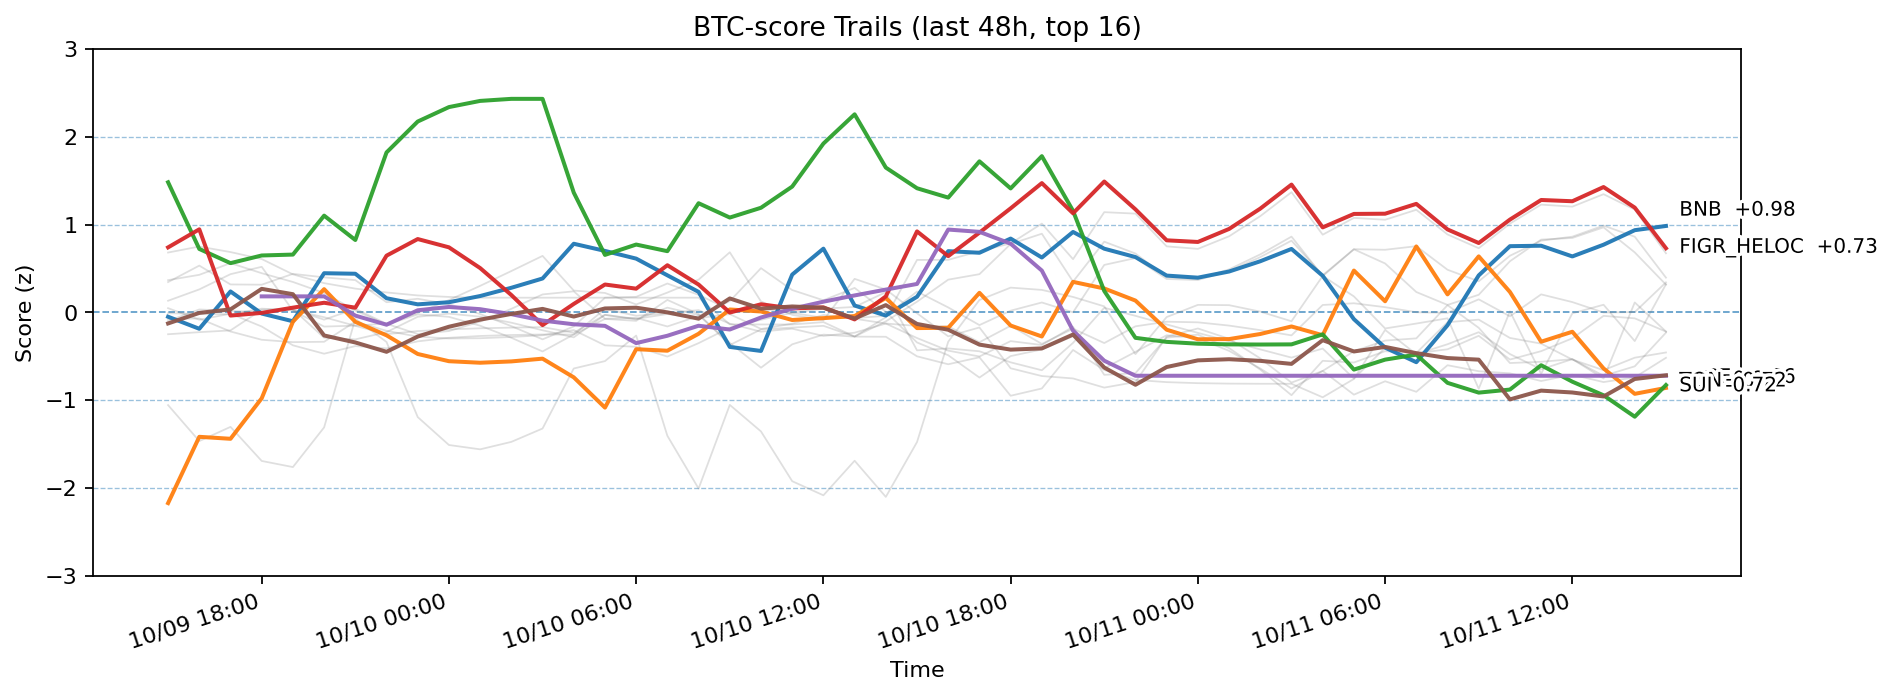 BTC-score Trails (last 48h, top 16)
3
2
1
0
−1
−2
−3
Score (z)
BNB +0.98
FIGR_HELOC +0.73
SUI -0.72
10/09 18:00
10/10 00:00
10/10 06:00
10/10 12:00
10/10 18:00
10/11 00:00
10/11 06:00
10/11 12:00
Time